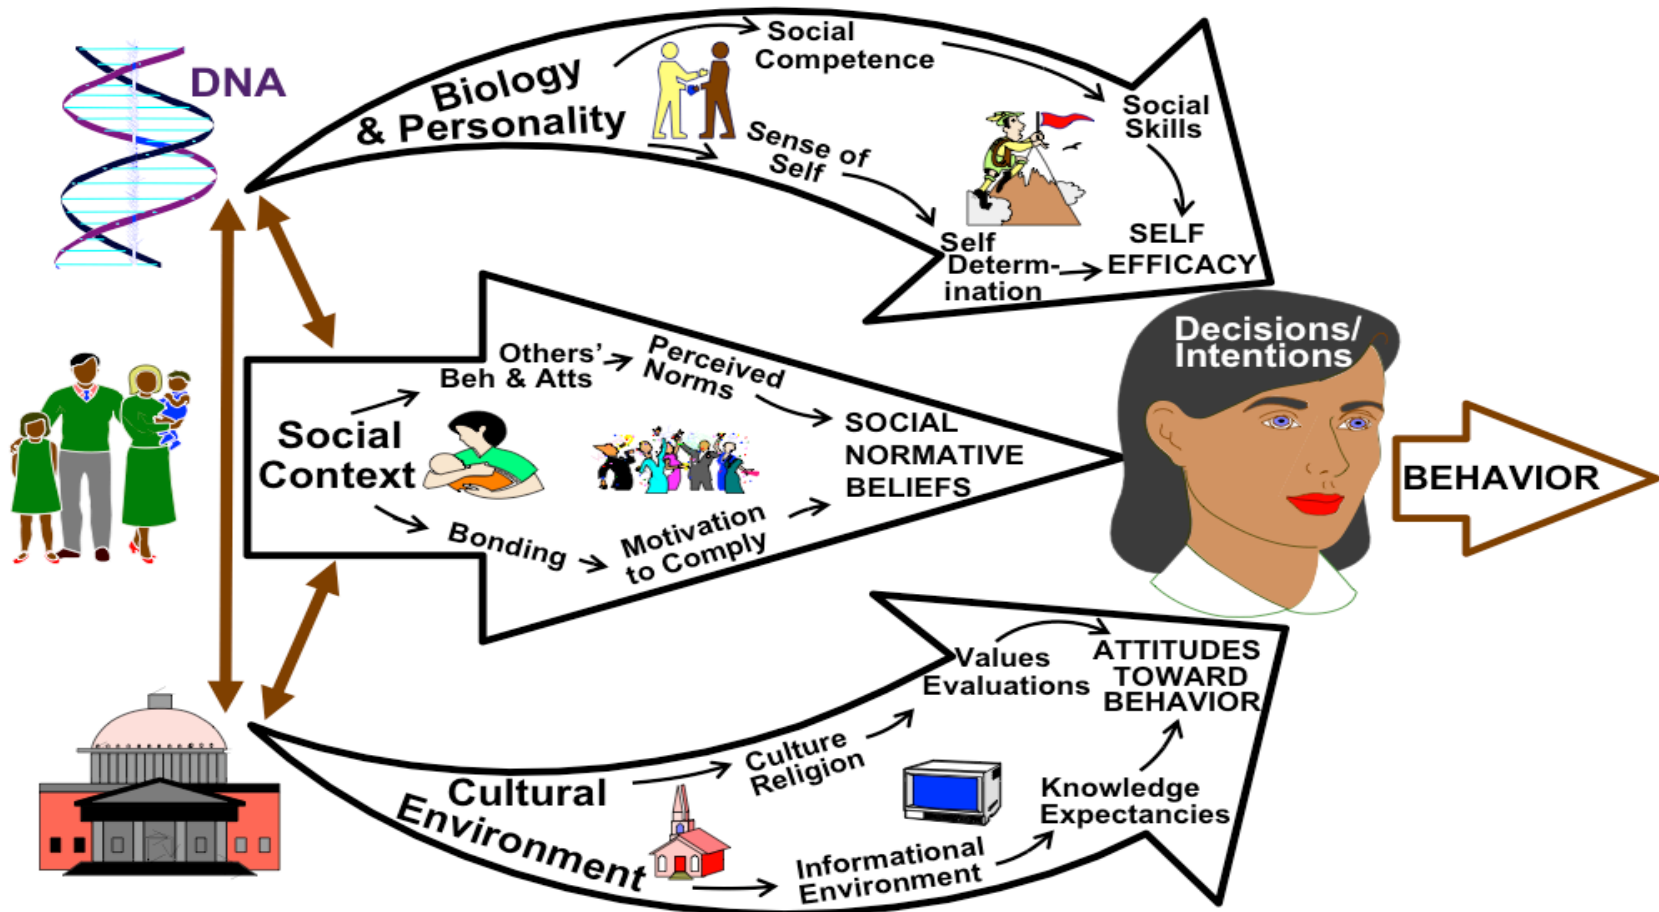 DNA
Biology
& Personality
Social
Competence
Sense of
Self
Social
Skills
Self
Determ-
ination
SELF
EFFICACY
Social
Context
Others'
Beh & Atts
Perceived
Norms
Bonding
Motivation
to Comply
SOCIAL
NORMATIVE
BELIEFS
Decisions/
Intentions
BEHAVIOR
Cultural
Environment
Culture
Religion
Values
Evaluations
Informational
Environment
Knowledge
Expectancies
ATTITUDES
TOWARD
BEHAVIOR